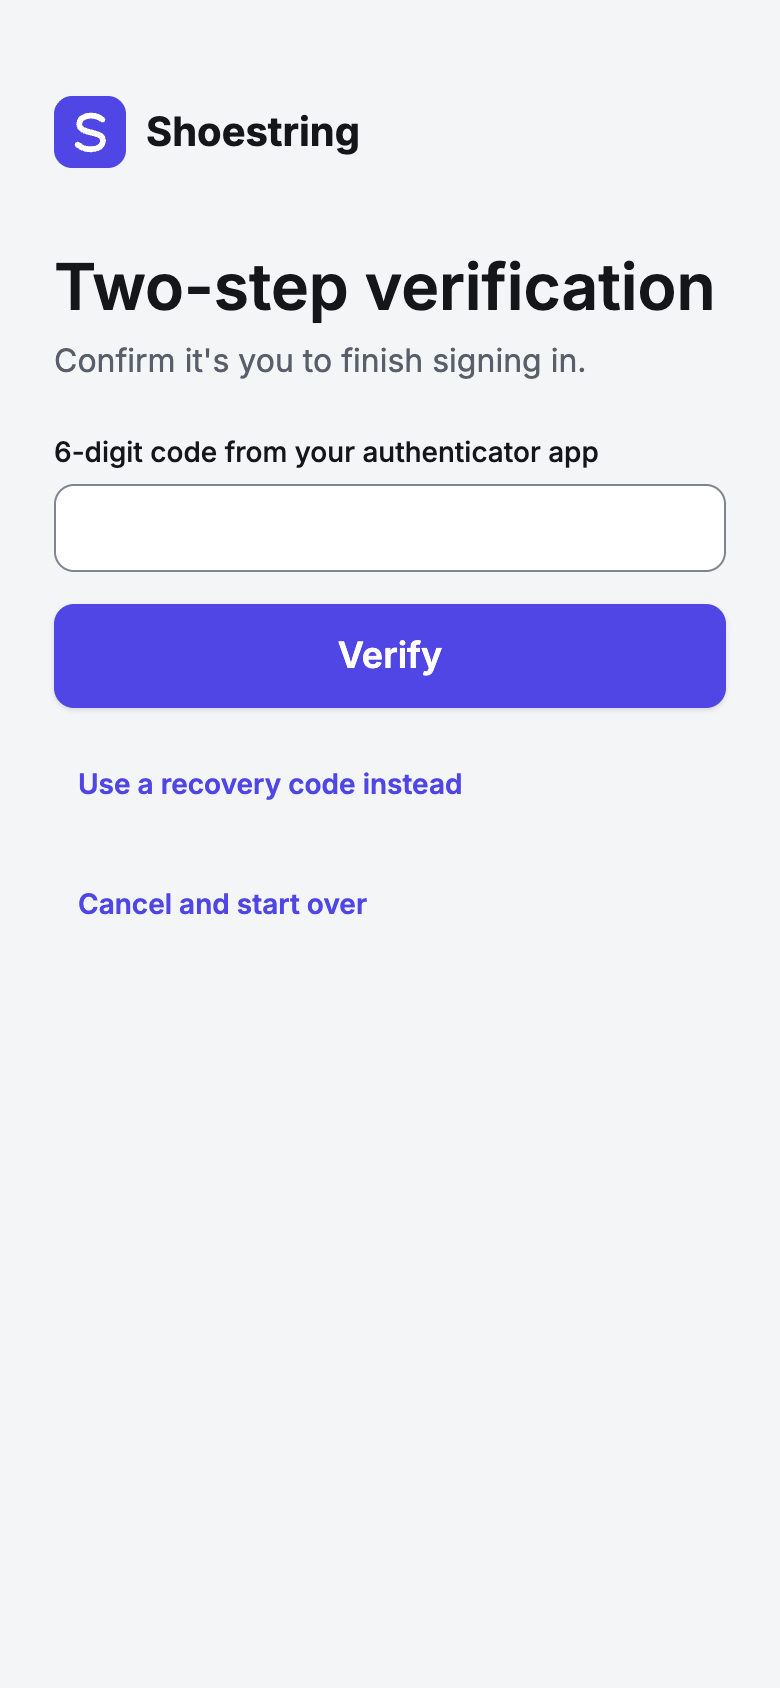 S Shoestring
Two-step verification
Confirm it's you to finish signing in.
6-digit code from your authenticator app
Verify
Use a recovery code instead
Cancel and start over